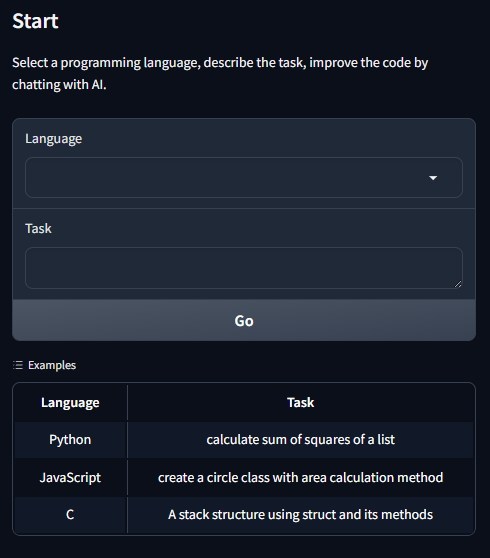 Start
Select a programming language, describe the task, improve the code by
chatting with AI.
Language
Task
Go
Examples
Language Task
Python calculate sum of squares of a list
JavaScript create a circle class with area calculation method
C A stack structure using struct and its methods